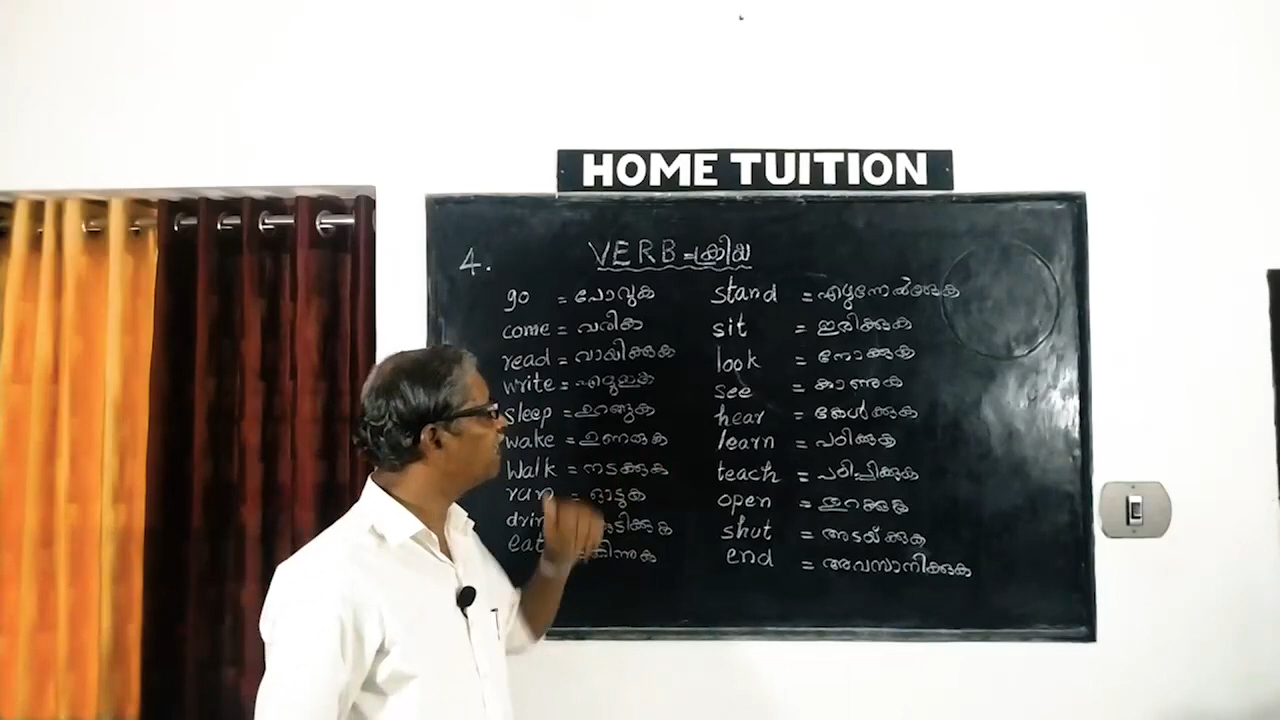 HOME TUITION
4. VERB = ക്രിയ
go = പോവുക
come = വരിക
read = വായിക്കുക
write = എഴുതുക
sleep = ഉറങ്ങുക
wake = ഉണരുക
Walk = നടക്കുക
run = ഓടുക
eat
stand = എഴുന്നേൽക്കുക
sit = ഇരിക്കുക
look = നോക്കുക
see = കാണുക
hear = കേൾക്കുക
learn = പഠിക്കുക
teach = പഠിപ്പിക്കുക
open = തുറക്കുക
shut = അടയ്ക്കുക
end = അവസാനിക്കുക